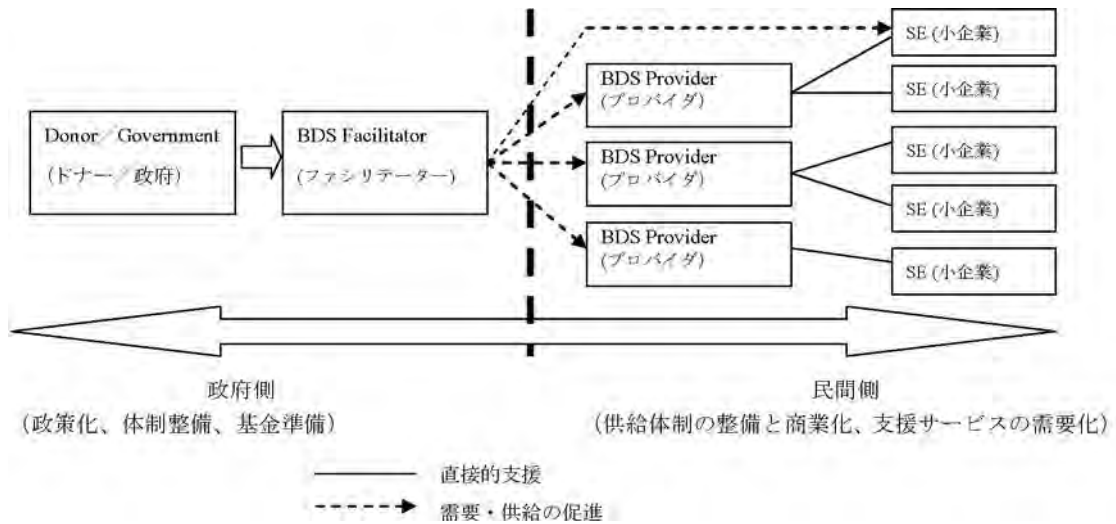 Donor／Government
(ドナー／政府)
BDS Facilitator
(ファシリテーター)
BDS Provider
(プロバイダ)
BDS Provider
(プロバイダ)
BDS Provider
(プロバイダ)
SE (小企業)
SE (小企業)
SE (小企業)
SE (小企業)
SE (小企業)
政府側
（政策化、体制整備、基金準備）
民間側
（供給体制の整備と商業化、支援サービスの需要化）
直接的支援
需要・供給の促進